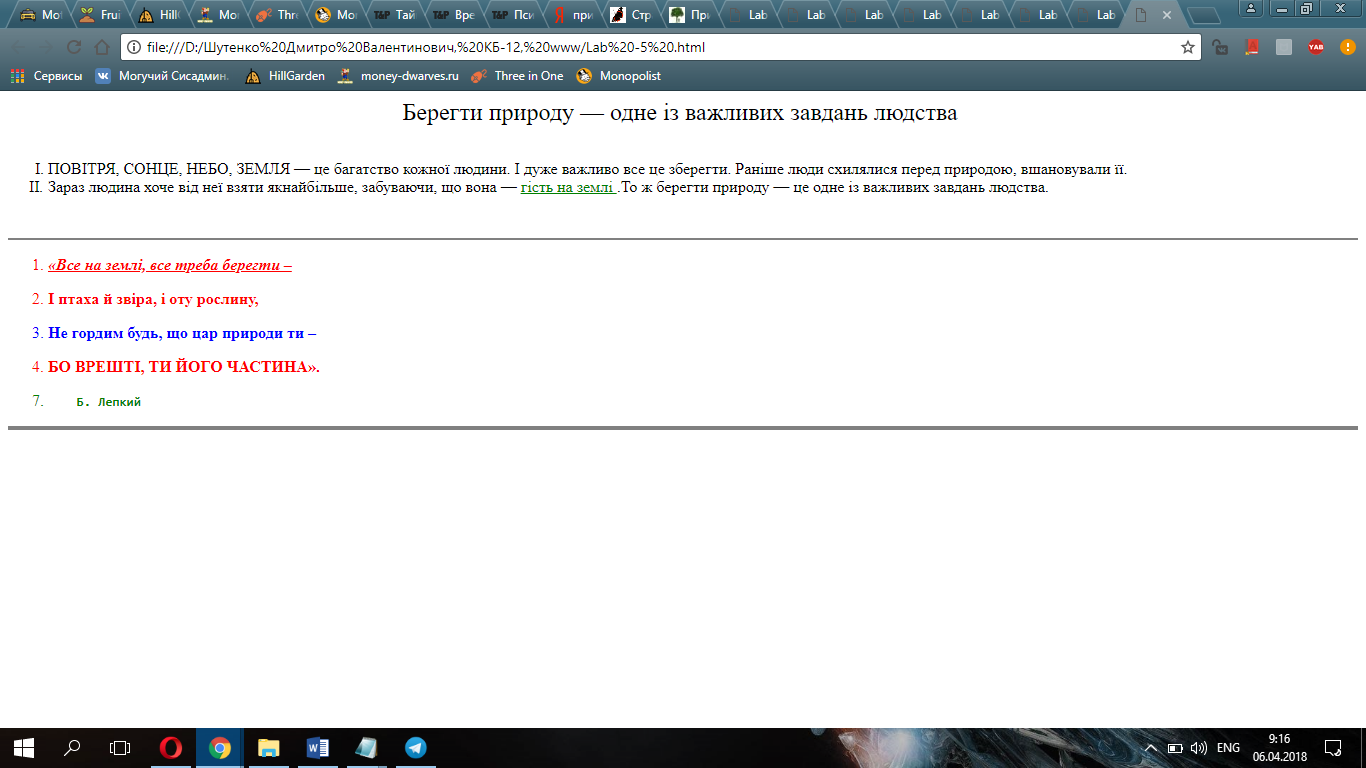 Мо
Frui
Hill
Мо
Thr
Мо
T&P Тай
T&P Вре
T&P Пси
Я при
Стр
При
Lab
Lab
Lab
Lab
Lab
Lab
Lab
file:///D:/Шутенко%20Дмитро%20Валентинович,%20КБ-12,%20www/Lab%20-5%20.html
YAB
Сервисы
Могучий Сисадмин.
HillGarden
money-dwarves.ru
Three in One
Monopolist
Берегти природу — одне із важливих завдань людства
I. ПОВІТРЯ, СОНЦЕ, НЕБО, ЗЕМЛЯ — це багатство кожної людини. І дуже важливо все це зберегти. Раніше люди схилялися перед природою, вшановували її.
II. Зараз людина хоче від неї взяти якнайбільше, забуваючи, що вона — гість на землі .То ж берегти природу — це одне із важливих завдань людства.
1. «Все на землі, все треба берегти –
2. І птаха й звіра, і оту рослину,
3. Не гордим будь, що цар природи ти –
4. БО ВРЕШТІ, ТИ ЙОГО ЧАСТИНА».
7. Б. Лепкий
ENG
9:16
06.04.2018